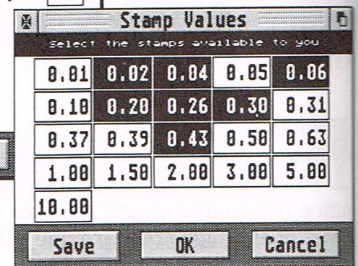 Stamp Values
Select the stamps available to you
0.01 0.02 0.04 0.05 0.06
0.10 0.20 0.26 0.30 0.31
0.37 0.39 0.43 0.50 0.63
1.00 1.50 2.00 3.00 5.00
10.00
Save OK Cancel